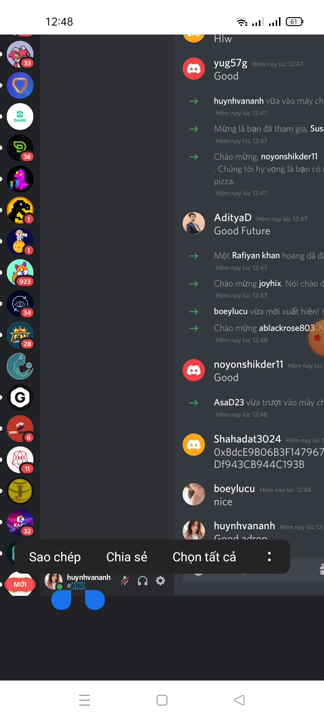 12:48
61
Hlw
33
yug57g Hôm nay lúc 12:47
Good
huynhvananh vừa vào máy ch
Hôm nay lúc 12:47
DARK
Mừng là bạn đã tham gia, Sus
Hôm nay lúc 12:47
36
Chào mừng, noyonshikder11
. Chúng tôi hy vọng là bạn có
pizza.
Hôm nay lúc 12:47
1
AdityaD Hôm nay lúc 12:47
Good Future
1
Một Rafiyan khan hoang dã đã
Hôm nay lúc 12:47
923
Chào mừng joyhix. Nói chào đ
Hôm nay lúc 12:47
34
boeylucu vừa mới xuất hiện!
Hôm nay lúc 12:47
Chào mừng ablackrose803.
Hôm nay lúc 12:48
28
noyonshikder11 Hôm nay lúc 12:48
Good
G
AsaD23 vừa trượt vào máy ch
Hôm nay lúc 12:48
6
Shahadat3024 Hôm nay lúc
0xBdcE9B06B3F147967
Df943CB944C193B
11
boeylucu Hôm nay lúc 12:48
nice
huynhvananh Hôm nay lúc 12:
Good adrop
32
Sao chép Chia sẻ Chọn tất cả
MỚI
huynhvananh